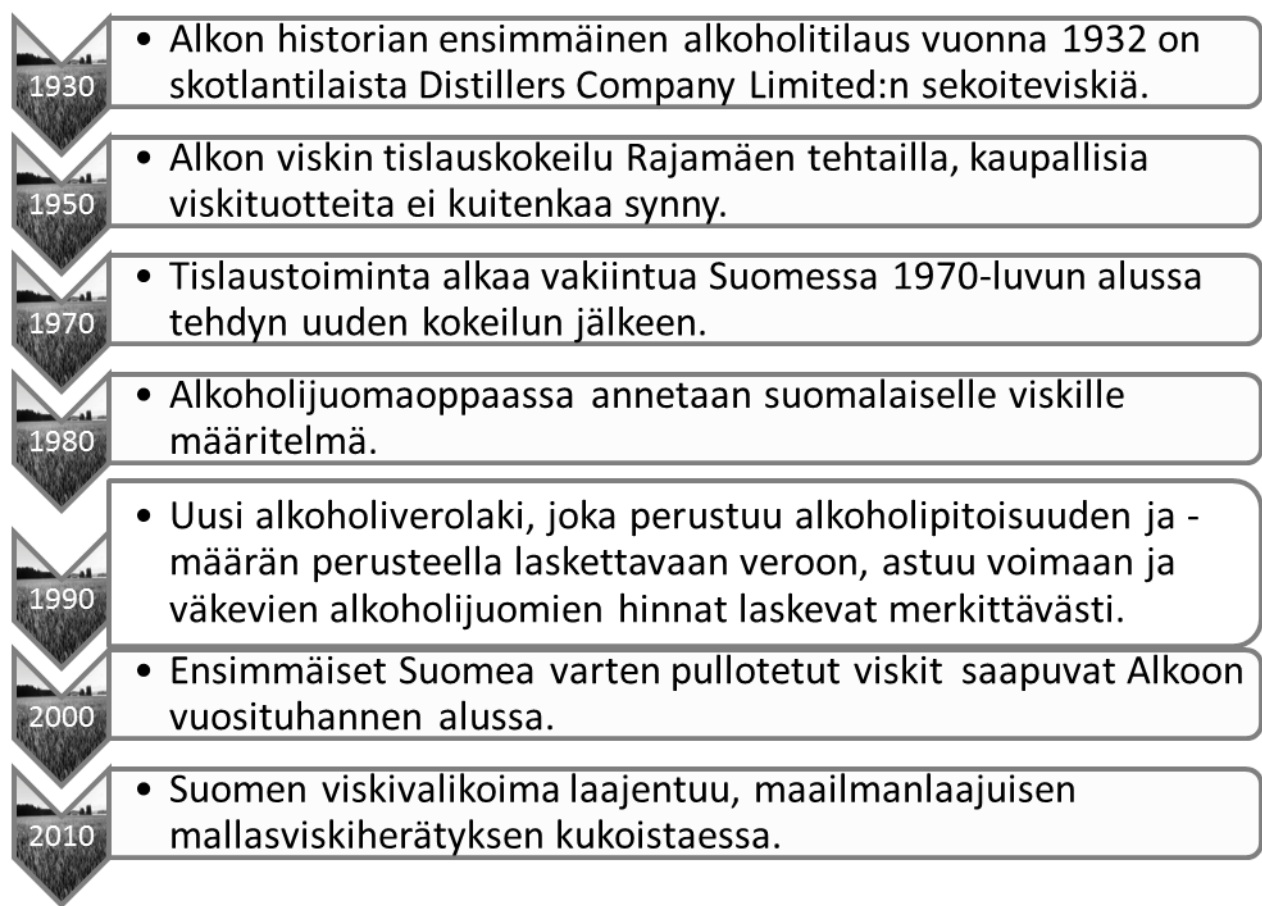 1930
• Alkon historian ensimmäinen alkoholitilaus vuonna 1932 on
skotlantilaista Distillers Company Limited:n sekoiteviskiä.
1950
• Alkon viskin tislauskokeilu Rajamäen tehtailla, kaupallisia
viskituotteita ei kuitenkaa synny.
1970
• Tislaustoiminta alkaa vakiintua Suomessa 1970-luvun alussa
tehdyn uuden kokeilun jälkeen.
1980
• Alkoholijuomaoppaassa annetaan suomalaiselle viskille
määritelmä.
1990
• Uusi alkoholiverolaki, joka perustuu alkoholipitoisuuden ja -
määrän perusteella laskettavaan veroon, astuu voimaan ja
väkevien alkoholijuomien hinnat laskevat merkittävästi.
2000
• Ensimmäiset Suomea varten pullotetut viskit saapuvat Alkoon
vuosituhannen alussa.
2010
• Suomen viskivalikoima laajentuu, maailmanlaajuisen
mallasviskiherätyksen kukoistaessa.